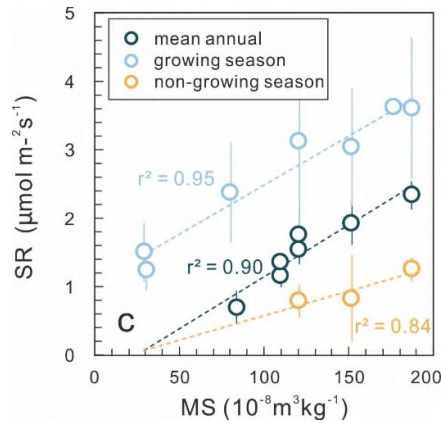 mean annual
growing season
non-growing season
5
4
3
2
1
0
SR (μmol m-²s⁻¹)
r² = 0.95
r² = 0.90
r² = 0.84
C
0 50 100 150 200
MS (10⁻⁸m³kg⁻¹)